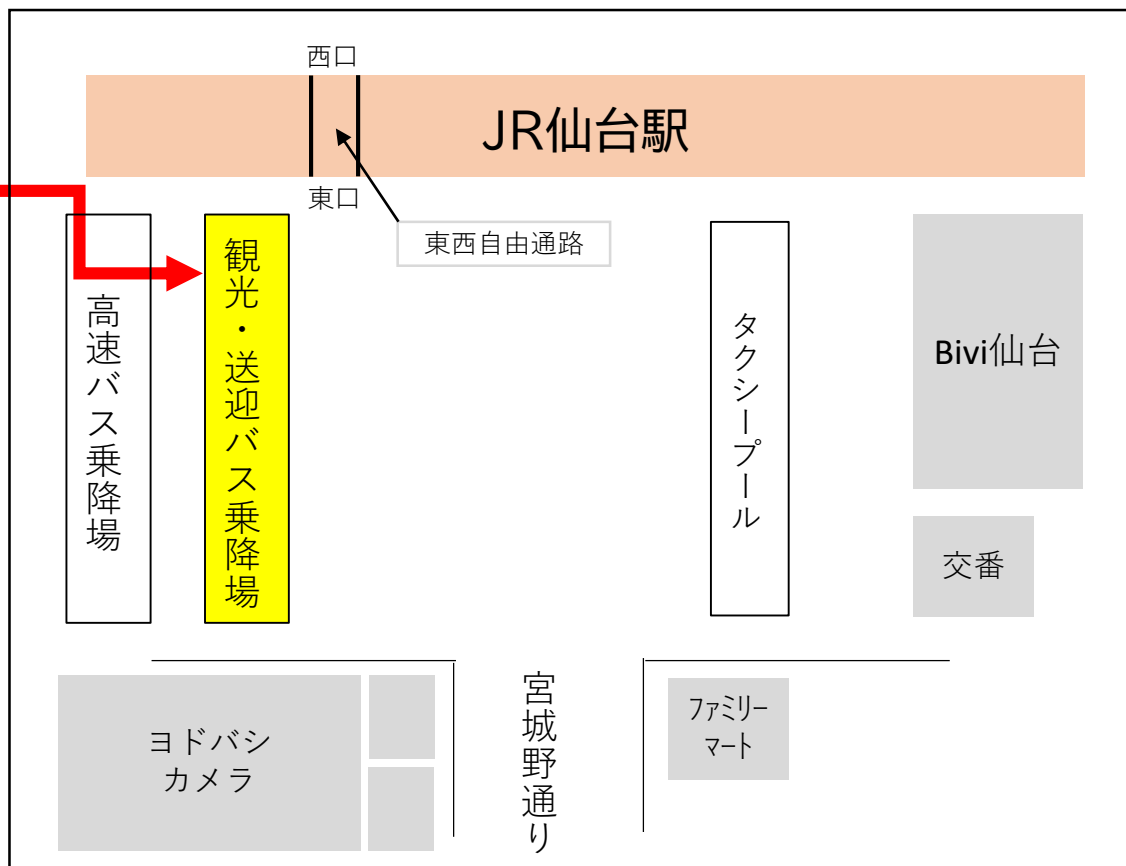 西口
JR仙台駅
東口
東西自由通路
高速バス乗降場
観光・送迎バス乗降場
タクシープール
Bivi仙台
交番
宮城野通り
ヨドバシ
カメラ
ファミリー
マート